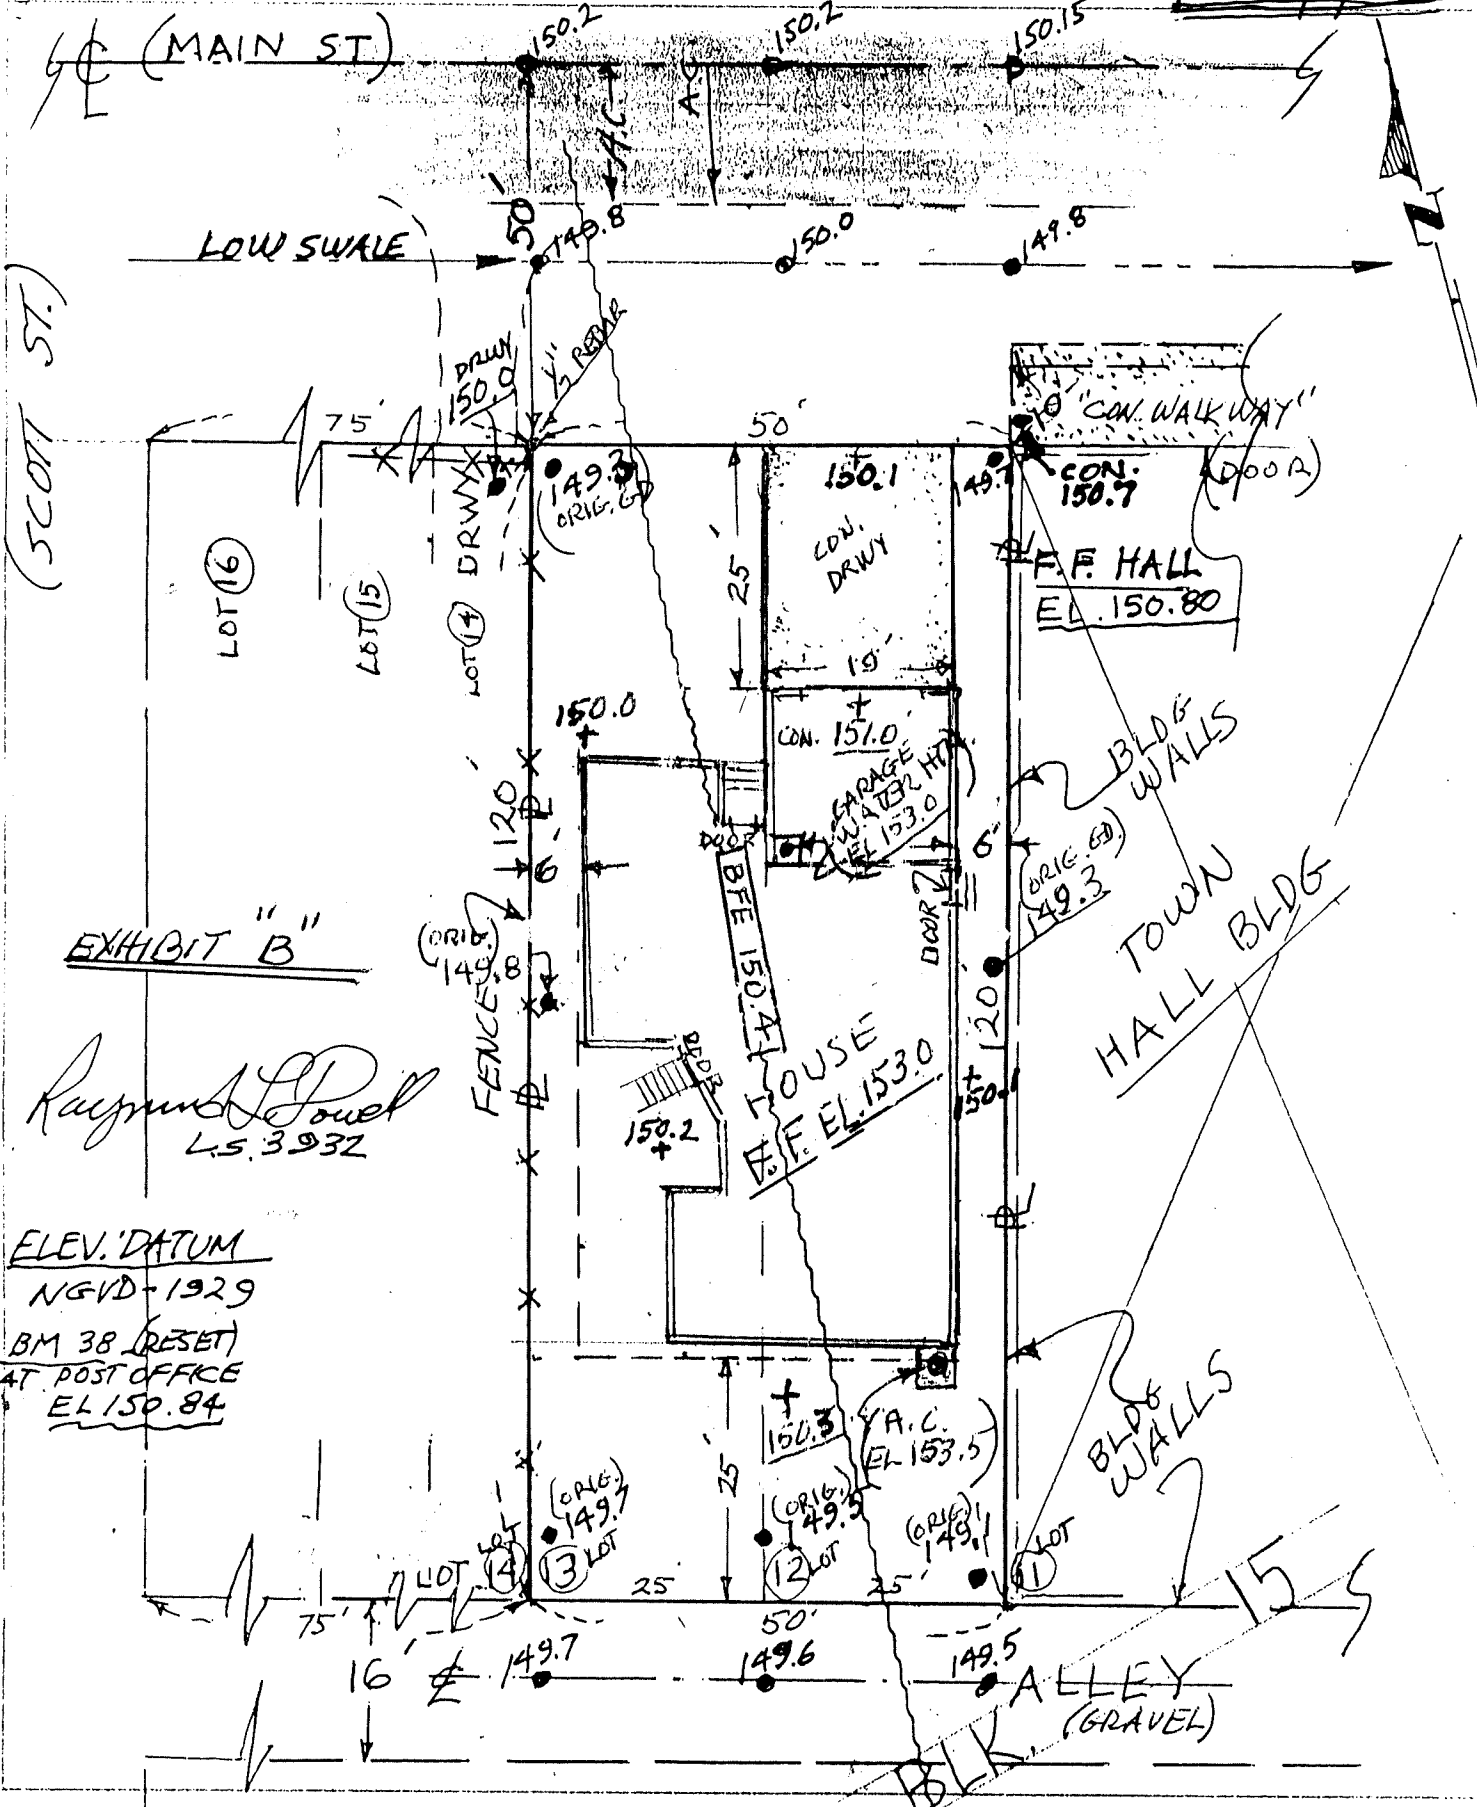 ℄ (MAIN ST)
150.2
150.2
150.15
A.C.
A.C
50'
N
LOW SWALE
149.8
150.0
149.8
(SCOTT ST.)
DRWY
150.0
½" REBAR
"CON. WALKWAY"
75'
50'
149.3
(ORIG. GD)
150.1
149.7
CON.
150.7
(DOOR)
CON.
DRWY
25'
19'
F.F. HALL
EL. 150.80
LOT 16
LOT 15
LOT 14 DRWY
150.0
CON. 151.0
GARAGE
WATER HTR
EL 153.0
BLDG
WALLS
DOOR
120'
6'
6'
BFE 150.4
DOOR
(ORIG. GD.)
149.3
TOWN
HALL BLDG
EXHIBIT "B"
(ORIG.)
149.8
FENCE
120'
DOOR
HOUSE
F.F. EL. 153.0
150.1
150.2
L.S. 3932
ELEV. DATUM
NGVD-1929
BM 38 (RESET)
AT POST OFFICE
EL 150.84
150.3
(A.C.
EL 153.5)
BLDG
WALLS
25'
(ORIG.)
149.7
(ORIG.)
149.5
(ORIG.)
149.1
LOT
LOT 14
13 LOT
12 LOT
11 LOT
25'
25'
75'
50'
16'
℄
149.7
149.6
149.5
ALLEY
(GRAVEL)
BLK. 15